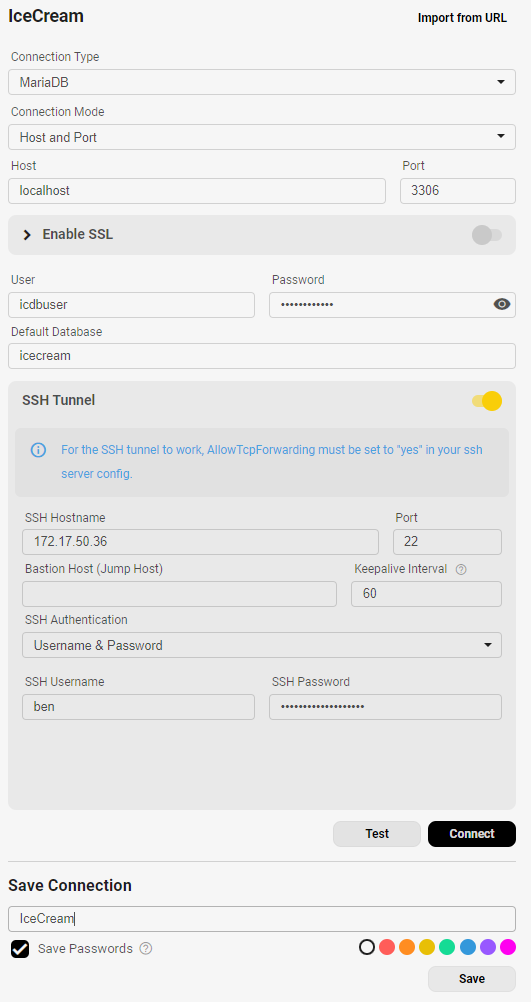 IceCream
Import from URL
Connection Type
MariaDB
Connection Mode
Host and Port
Host
Port
localhost
3306
Enable SSL
User
Password
icdbuser
••••••••••••
Default Database
icecream
SSH Tunnel
For the SSH tunnel to work, AllowTcpForwarding must be set to "yes" in your ssh
server config.
SSH Hostname
Port
172.17.50.36
22
Bastion Host (Jump Host)
Keepalive Interval
60
SSH Authentication
Username & Password
SSH Username
SSH Password
ben
•••••••••••••••••••
Test
Connect
Save Connection
IceCream
Save Passwords
Save